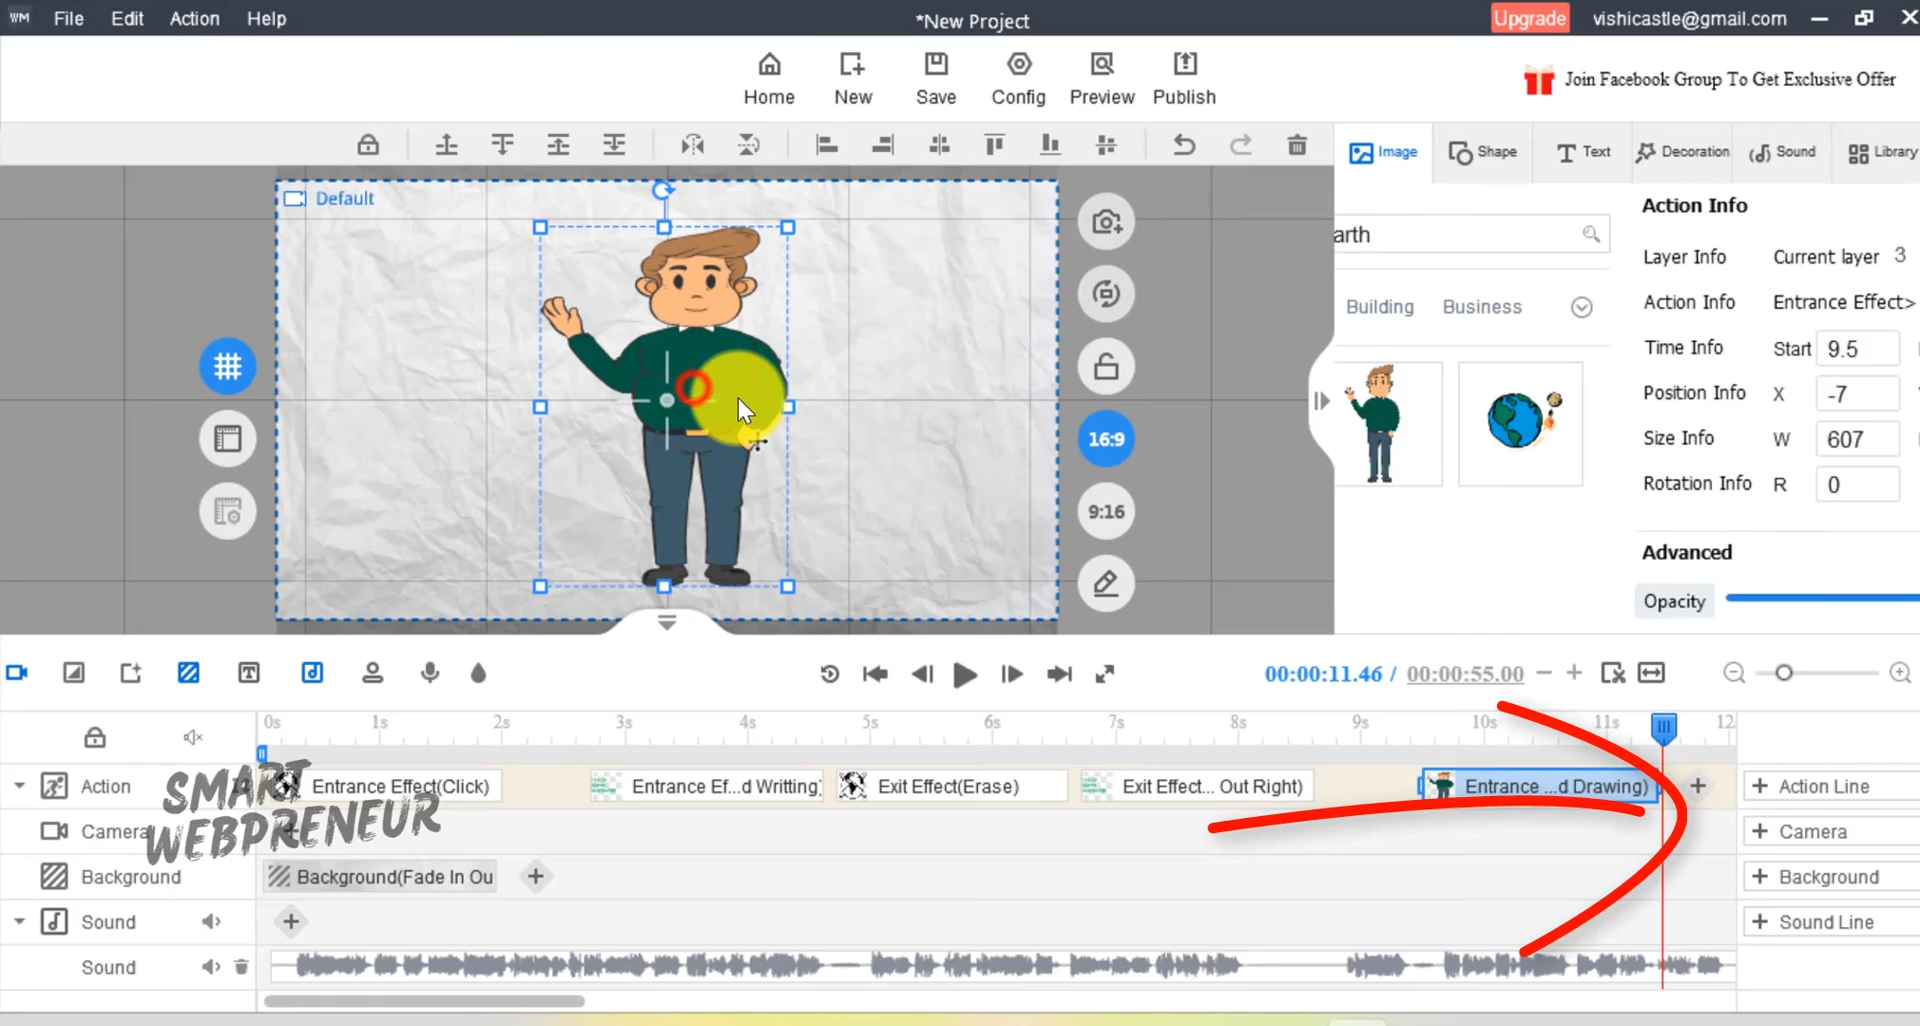 WM File Edit Action Help *New Project Upgrade vishicastle@gmail.com
Home New Save Config Preview Publish Join Facebook Group To Get Exclusive Offer
Image Shape Text Decoration Sound Library
Default
Action Info
arth
Layer Info Current layer 3
Action Info Entrance Effect>
Building Business
Time Info Start 9.5
Position Info X -7
16:9
Size Info W 607
Rotation Info R 0
9:16
Advanced
Opacity
00:00:11.46 / 00:00:55.00
0s 1s 2s 3s 4s 5s 6s 7s 8s 9s 10s 11s 12
Action Entrance Effect(Click) Entrance Ef...d Writting) Exit Effect(Erase) Exit Effect... Out Right) Entrance ...d Drawing) + Action Line
SMART
WEBPRENEUR
Camera + Camera
Background Background(Fade In Ou + + Background
Sound + + Sound Line
Sound